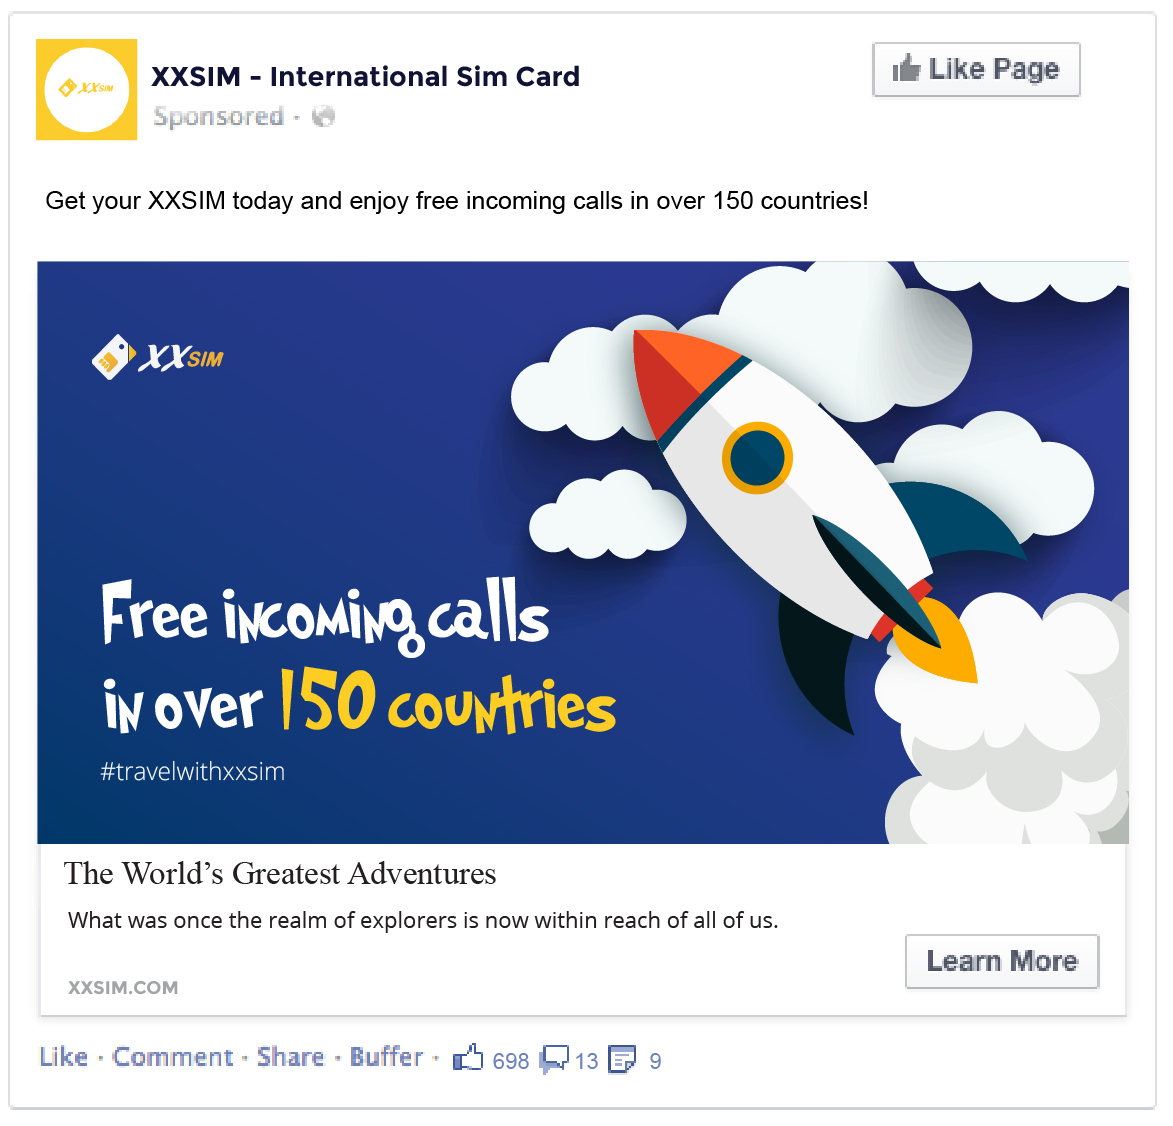 XXSIM
XXSIM - International Sim Card
Sponsored ·
Like Page
Get your XXSIM today and enjoy free incoming calls in over 150 countries!
XXSIM
Free incoming calls
in over 150 countries
#travelwithxxsim
The World’s Greatest Adventures
What was once the realm of explorers is now within reach of all of us.
Learn More
XXSIM.COM
Like · Comment · Share · Buffer · 698 13 9